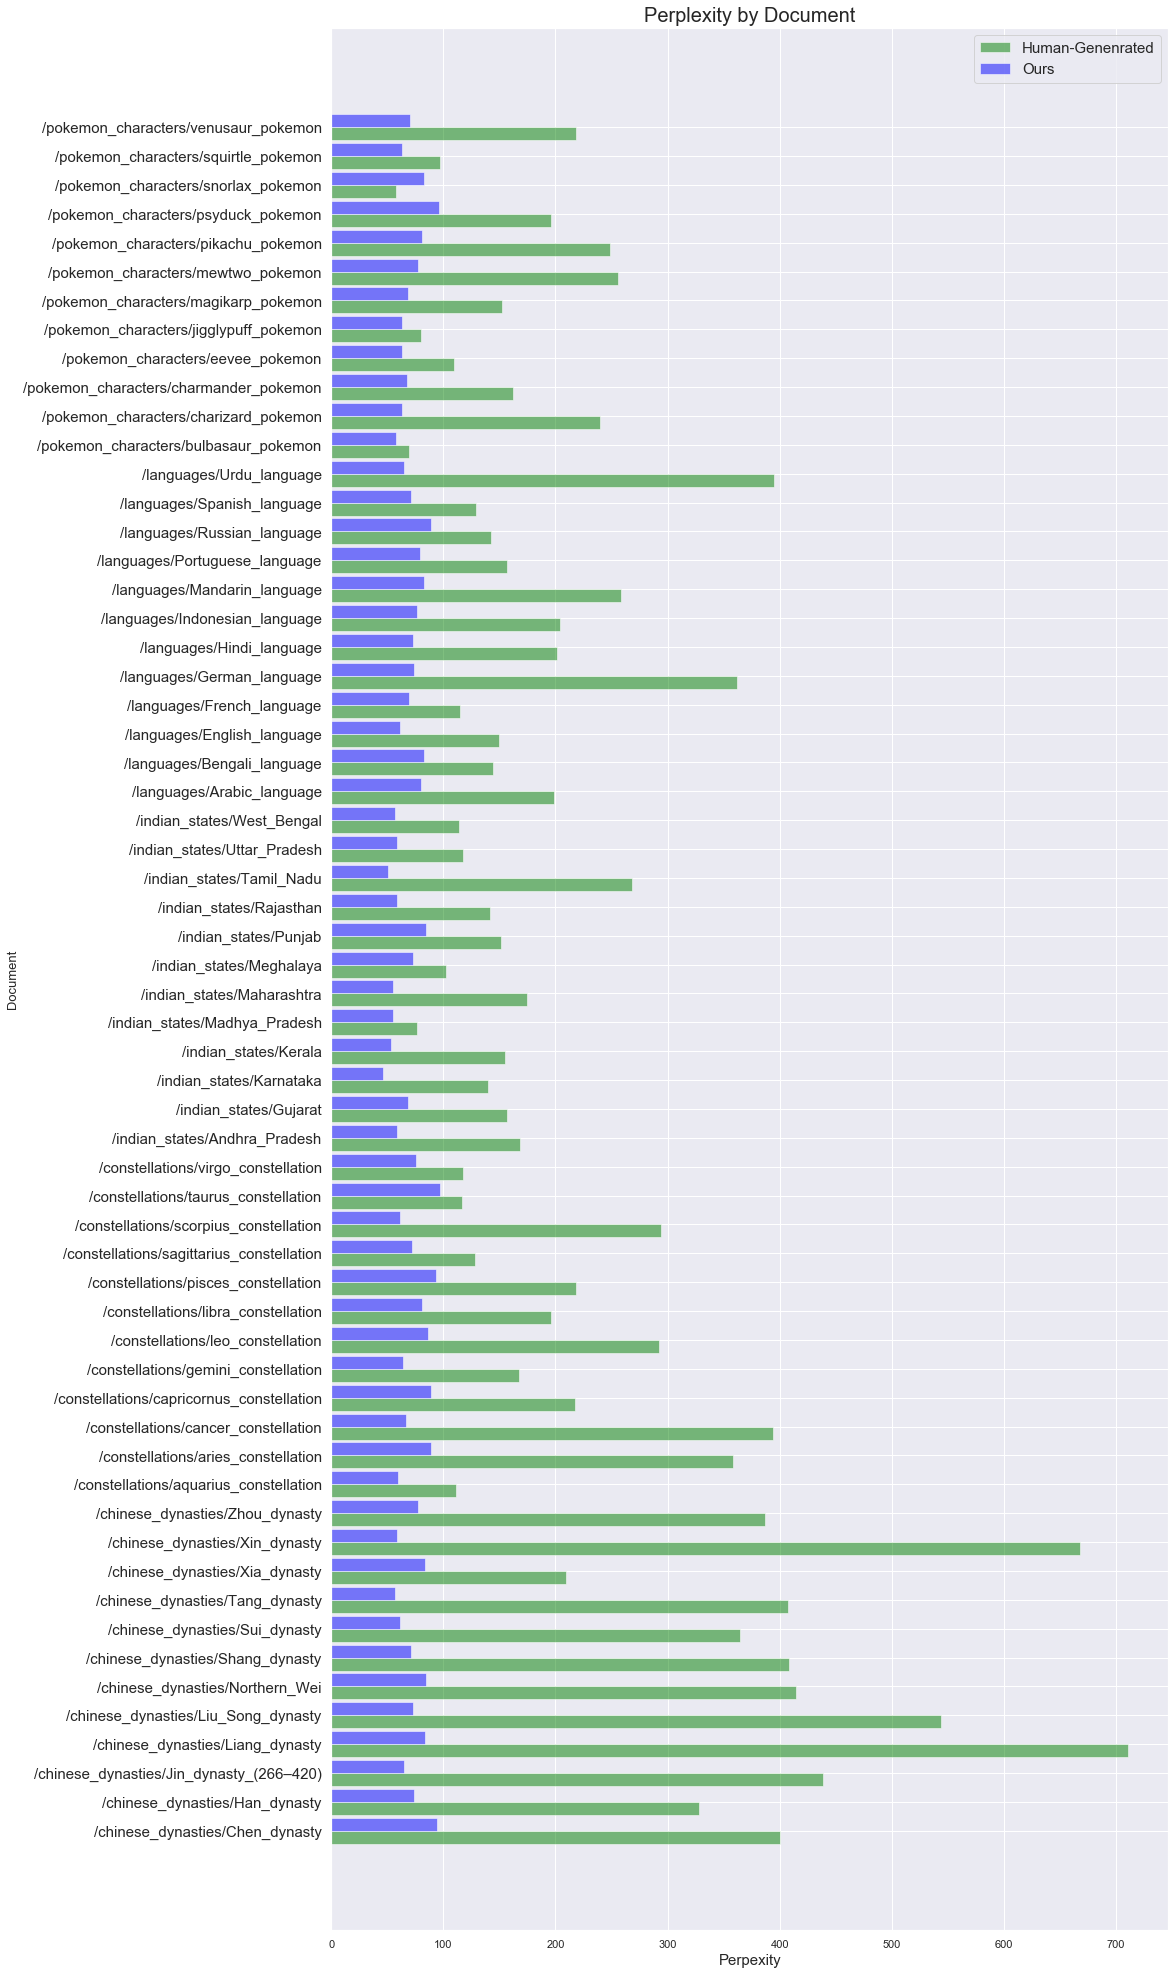 Perplexity by Document
Human-Genenrated
Ours
/pokemon_characters/venusaur_pokemon
/pokemon_characters/squirtle_pokemon
/pokemon_characters/snorlax_pokemon
/pokemon_characters/psyduck_pokemon
/pokemon_characters/pikachu_pokemon
/pokemon_characters/mewtwo_pokemon
/pokemon_characters/magikarp_pokemon
/pokemon_characters/jigglypuff_pokemon
/pokemon_characters/eevee_pokemon
/pokemon_characters/charmander_pokemon
/pokemon_characters/charizard_pokemon
/pokemon_characters/bulbasaur_pokemon
/languages/Urdu_language
/languages/Spanish_language
/languages/Russian_language
/languages/Portuguese_language
/languages/Mandarin_language
/languages/Indonesian_language
/languages/Hindi_language
/languages/German_language
/languages/French_language
/languages/English_language
/languages/Bengali_language
/languages/Arabic_language
/indian_states/West_Bengal
/indian_states/Uttar_Pradesh
/indian_states/Tamil_Nadu
/indian_states/Rajasthan
/indian_states/Punjab
/indian_states/Meghalaya
/indian_states/Maharashtra
/indian_states/Madhya_Pradesh
/indian_states/Kerala
/indian_states/Karnataka
/indian_states/Gujarat
/indian_states/Andhra_Pradesh
/constellations/virgo_constellation
/constellations/taurus_constellation
/constellations/scorpius_constellation
/constellations/sagittarius_constellation
/constellations/pisces_constellation
/constellations/libra_constellation
/constellations/leo_constellation
/constellations/gemini_constellation
/constellations/capricornus_constellation
/constellations/cancer_constellation
/constellations/aries_constellation
/constellations/aquarius_constellation
/chinese_dynasties/Zhou_dynasty
/chinese_dynasties/Xin_dynasty
/chinese_dynasties/Xia_dynasty
/chinese_dynasties/Tang_dynasty
/chinese_dynasties/Sui_dynasty
/chinese_dynasties/Shang_dynasty
/chinese_dynasties/Northern_Wei
/chinese_dynasties/Liu_Song_dynasty
/chinese_dynasties/Liang_dynasty
/chinese_dynasties/Jin_dynasty_(266–420)
/chinese_dynasties/Han_dynasty
/chinese_dynasties/Chen_dynasty
Document
0 100 200 300 400 500 600 700
Perpexity